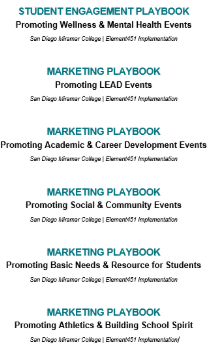 STUDENT ENGAGEMENT PLAYBOOK
Promoting Wellness & Mental Health Events
San Diego Miramar College | Element451 Implementation
MARKETING PLAYBOOK
Promoting LEAD Events
San Diego Miramar College | Element451 Implementation
MARKETING PLAYBOOK
Promoting Academic & Career Development Events
San Diego Miramar College | Element451 Implementation
MARKETING PLAYBOOK
Promoting Social & Community Events
San Diego Miramar College | Element451 Implementation
MARKETING PLAYBOOK
Promoting Basic Needs & Resource for Students
San Diego Miramar College | Element451 Implementation
MARKETING PLAYBOOK
Promoting Athletics & Building School Spirit
San Diego Miramar College | Element451 Implementation